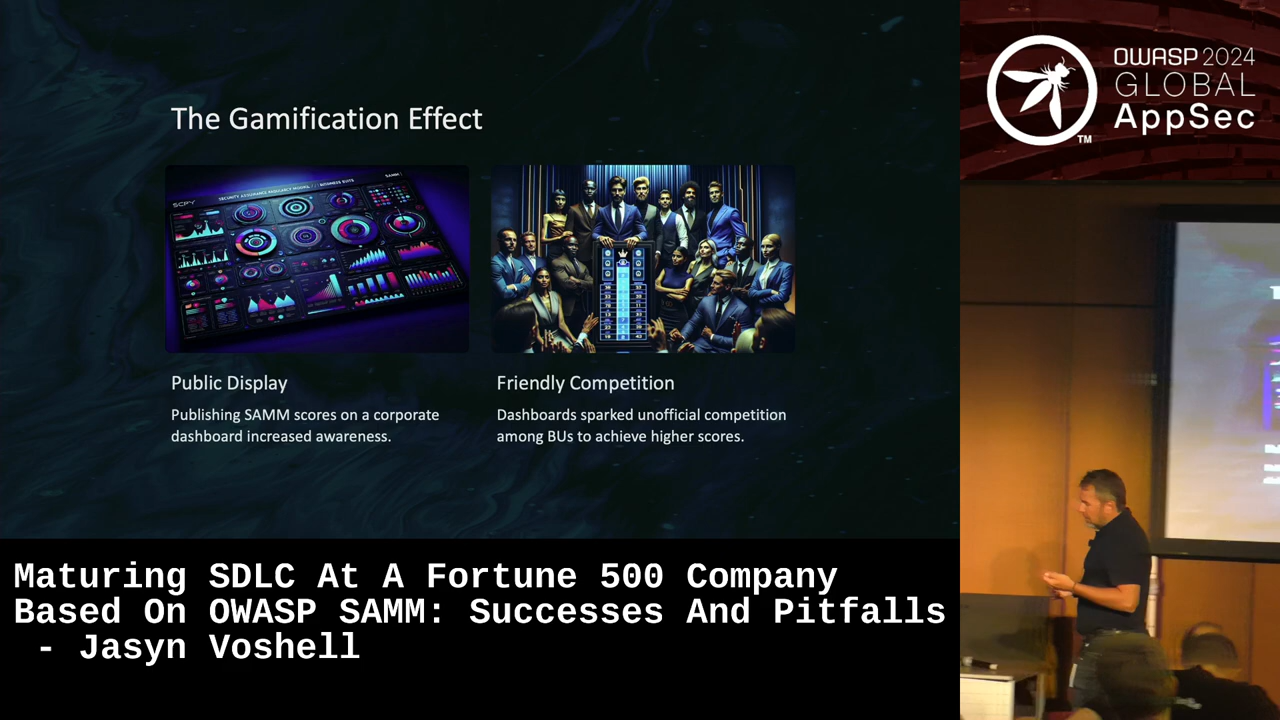 The Gamification Effect
Public Display
Publishing SAMM scores on a corporate
dashboard increased awareness.
Friendly Competition
Dashboards sparked unofficial competition
among BUs to achieve higher scores.
OWASP 2024
GLOBAL
AppSec
TM
Maturing SDLC At A Fortune 500 Company
Based On OWASP SAMM: Successes And Pitfalls
- Jasyn Voshell